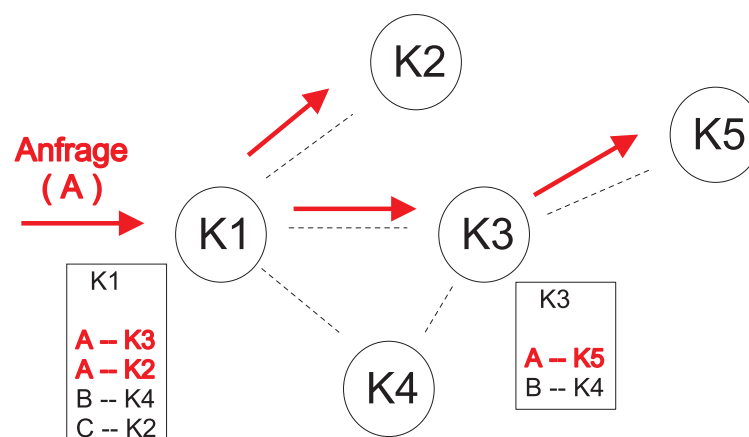 K2
K5
Anfrage
( A )
K1
K3
K1
A -- K3
A -- K2
B -- K4
C -- K2
K3
A -- K5
B -- K4
K4